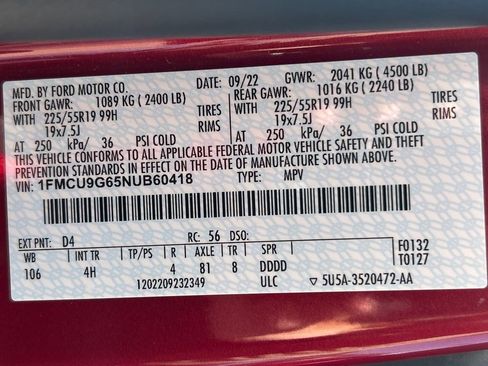 MFD. BY FORD MOTOR CO. DATE: 09/22 GVWR: 2041 KG (4500 LB)
FRONT GAWR: 1089 KG (2400 LB) REAR GAWR: 1016 KG (2240 LB)
WITH 225/55R19 99H TIRES WITH 225/55R19 99H TIRES
19x7.5J RIMS 19x7.5J RIMS
AT 250 kPa/ 36 PSI COLD AT 250 kPa/ 36 PSI COLD
THIS VEHICLE CONFORMS TO ALL APPLICABLE FEDERAL MOTOR VEHICLE SAFETY AND THEFT
PREVENTION STANDARDS IN EFFECT ON THE DATE OF MANUFACTURE SHOWN ABOVE.
VIN: 1FMCU9G65NUB60418 TYPE: MPV
EXT PNT: D4 RC: 56 DSO: F0132
WB INT TR TP/PS R AXLE TR SPR T0127
106 4H 4 81 8 DDDD
1202209232349 ULC 5U5A-3520472-AA